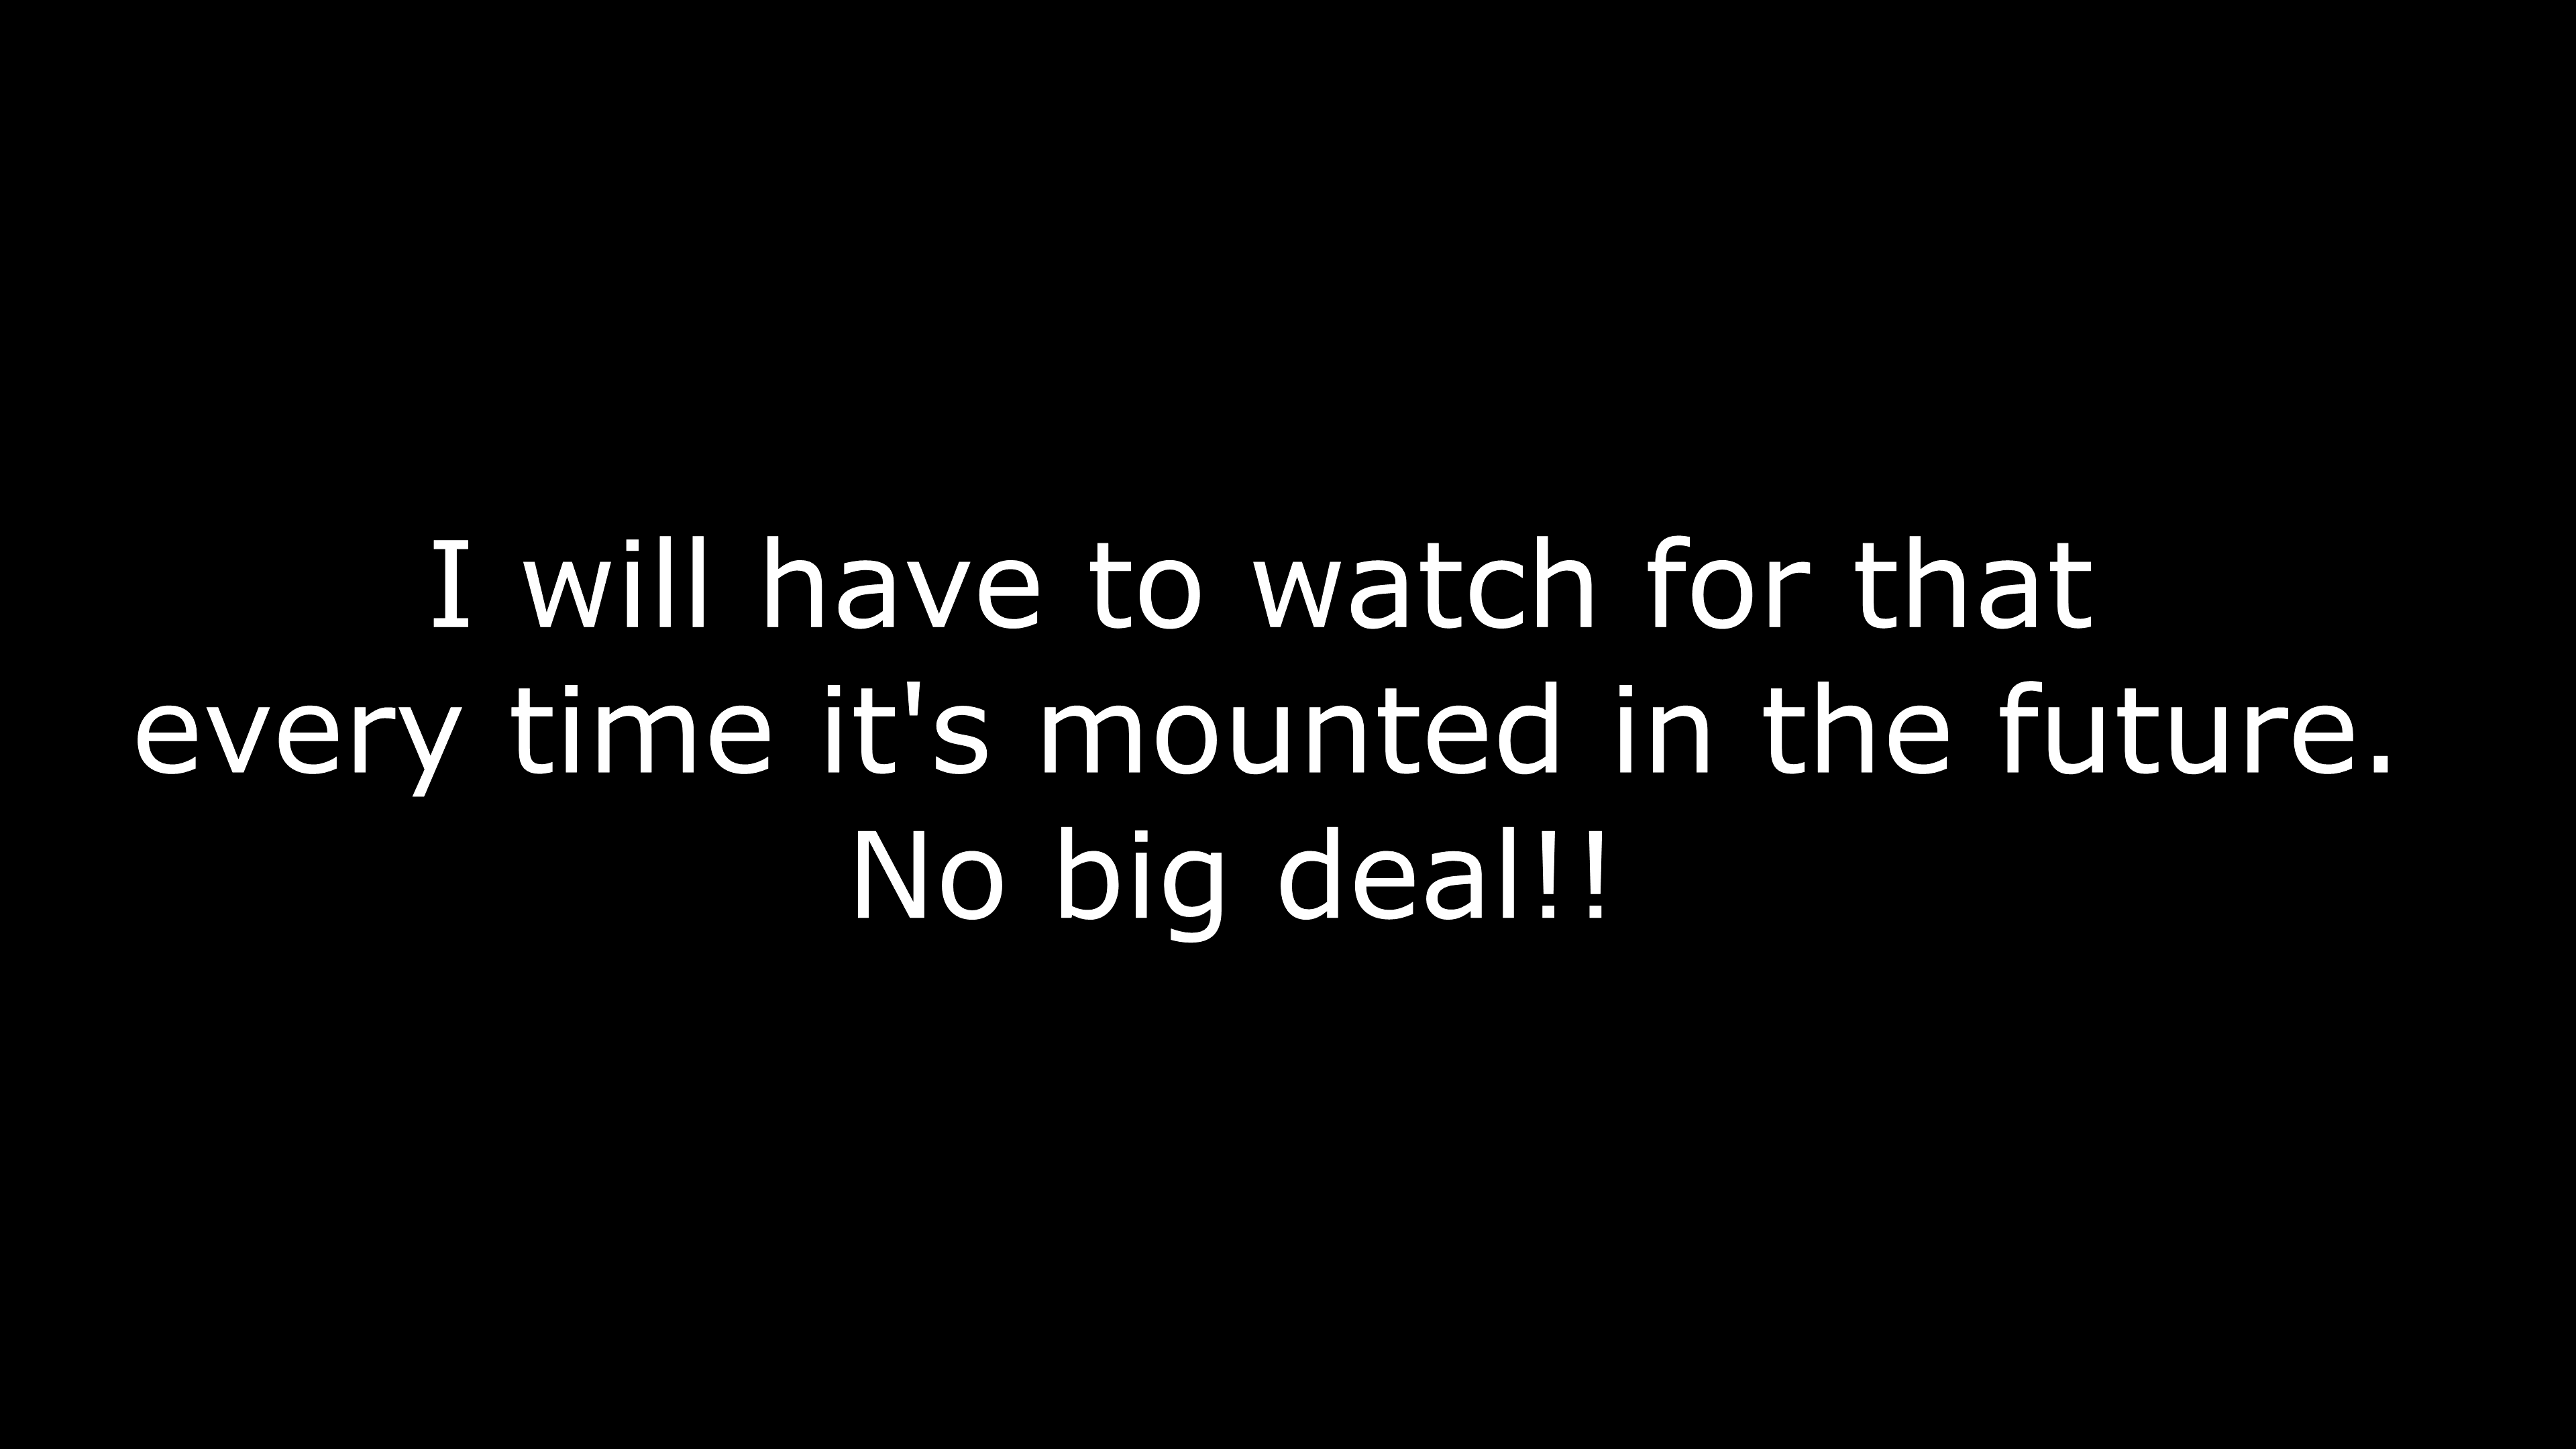 I will have to watch for that
every time it's mounted in the future.
No big deal!!